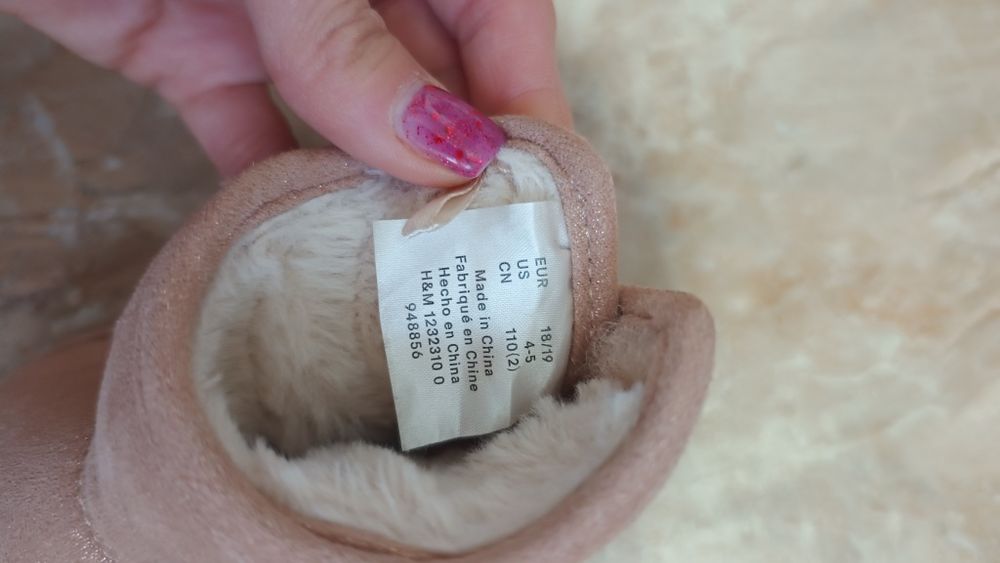 EUR 18/19
US 4-5
CN 110(2)
Made in China
Fabriqué en Chine
Hecho en China
H&M 1232310 0
948856